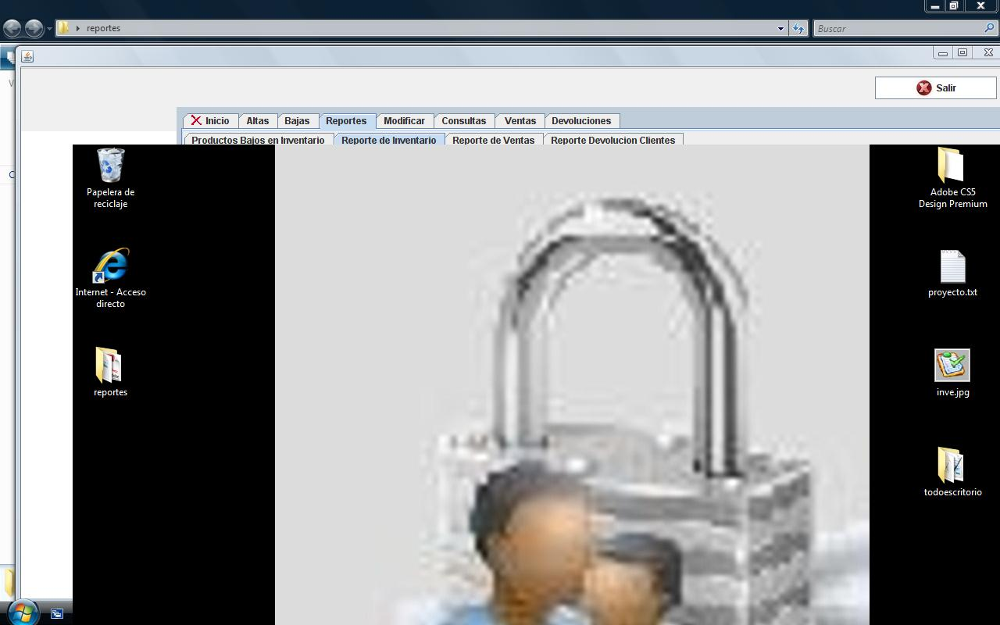 reportes
Buscar
Salir
Inicio Altas Bajas Reportes Modificar Consultas Ventas Devoluciones
Productos Bajos en Inventario Reporte de Inventario Reporte de Ventas Reporte Devolucion Clientes
Papelera de
reciclaje
Adobe CS5
Design Premium
Internet - Acceso
directo
proyecto.txt
reportes
inve.jpg
todoescritorio